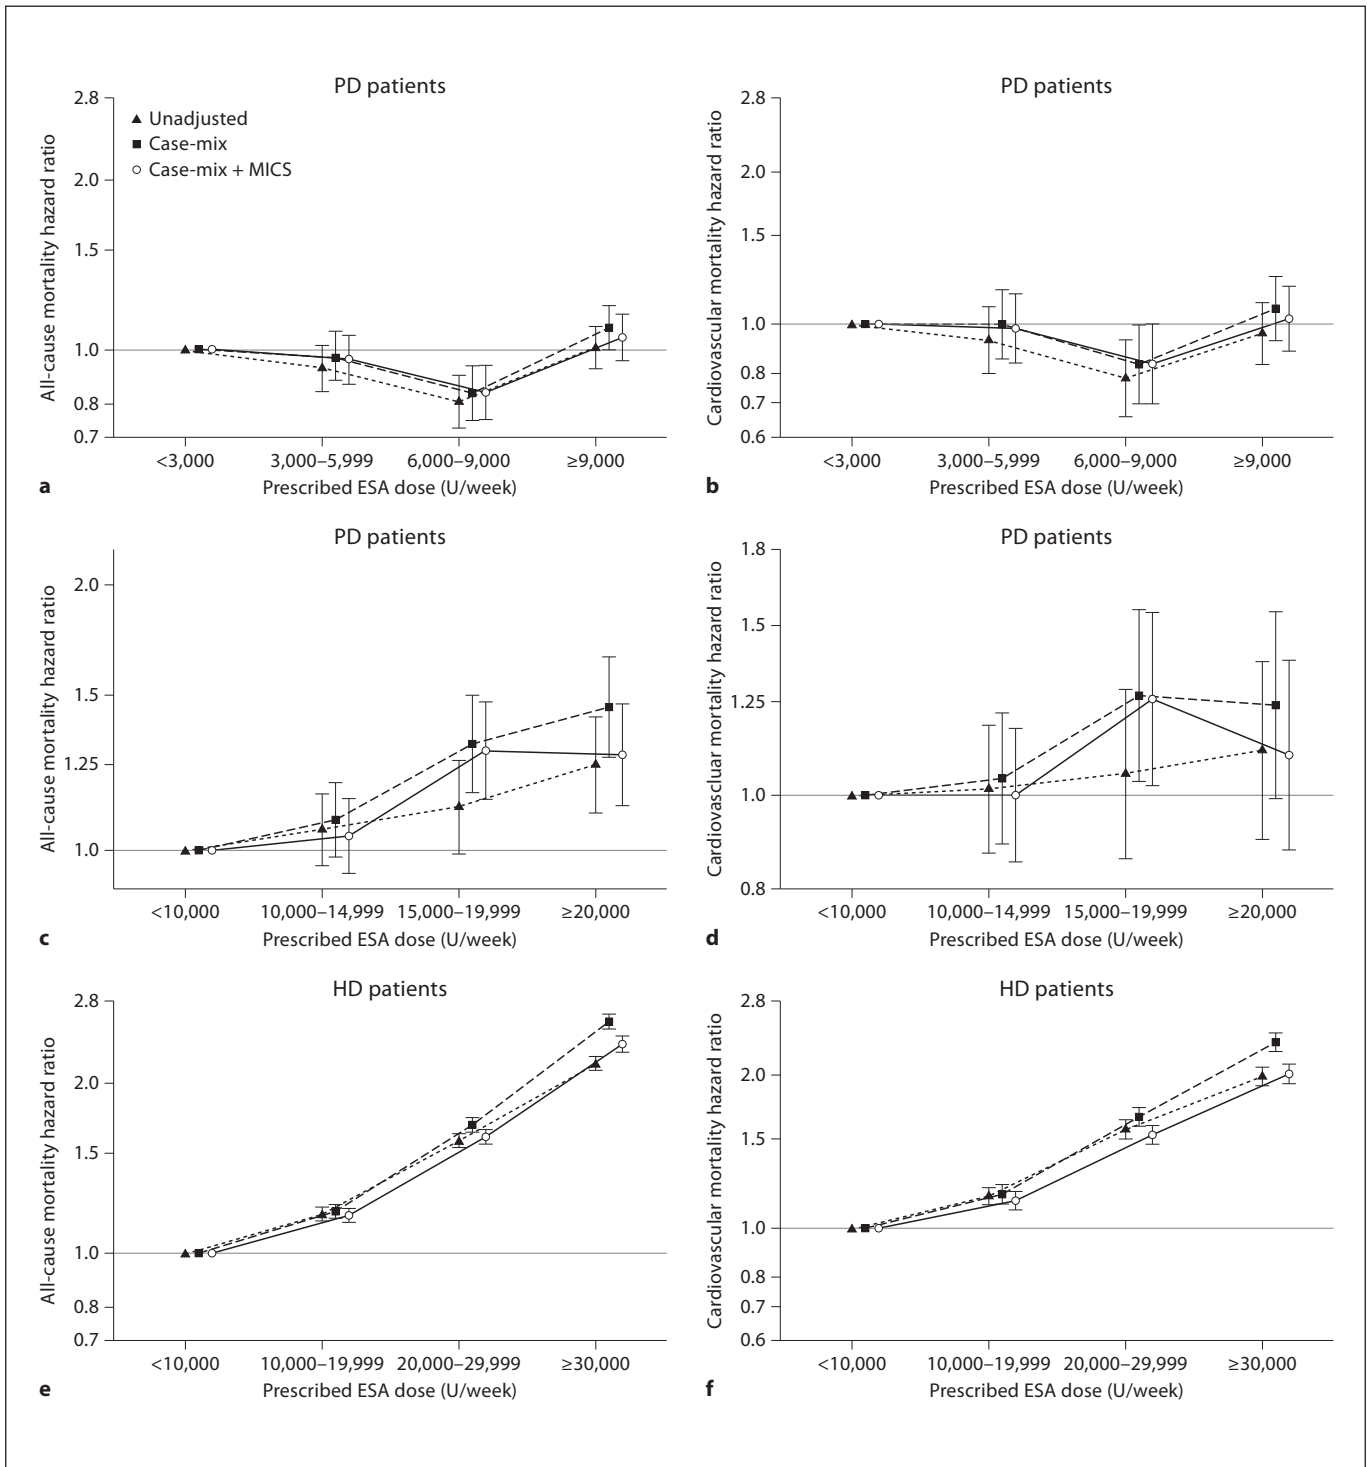 PD patients
All-cause mortality hazard ratio
2.8
2.0
1.5
1.0
0.8
0.7
Unadjusted
Case-mix
Case-mix + MICS
<3,000
3,000–5,999
6,000–9,000
≥9,000
Prescribed ESA dose (U/week)
a
PD patients
Cardiovascular mortality hazard ratio
2.8
2.0
1.5
1.0
0.8
0.7
0.6
<3,000
3,000–5,999
6,000–9,000
≥9,000
Prescribed ESA dose (U/week)
b
PD patients
All-cause mortality hazard ratio
2.0
1.5
1.25
1.0
<10,000
10,000–14,999
15,000–19,999
≥20,000
Prescribed ESA dose (U/week)
c
PD patients
Cardiovascluar mortality hazard ratio
1.8
1.5
1.25
1.0
0.8
<10,000
10,000–14,999
15,000–19,999
≥20,000
Prescribed ESA dose (U/week)
d
HD patients
All-cause mortality hazard ratio
2.8
2.0
1.5
1.0
0.8
0.7
<10,000
10,000–19,999
20,000–29,999
≥30,000
Prescribed ESA dose (U/week)
e
HD patients
Cardiovascular mortality hazard ratio
2.8
2.0
1.5
1.0
0.8
0.7
0.6
<10,000
10,000–19,999
20,000–29,999
≥30,000
Prescribed ESA dose (U/week)
f